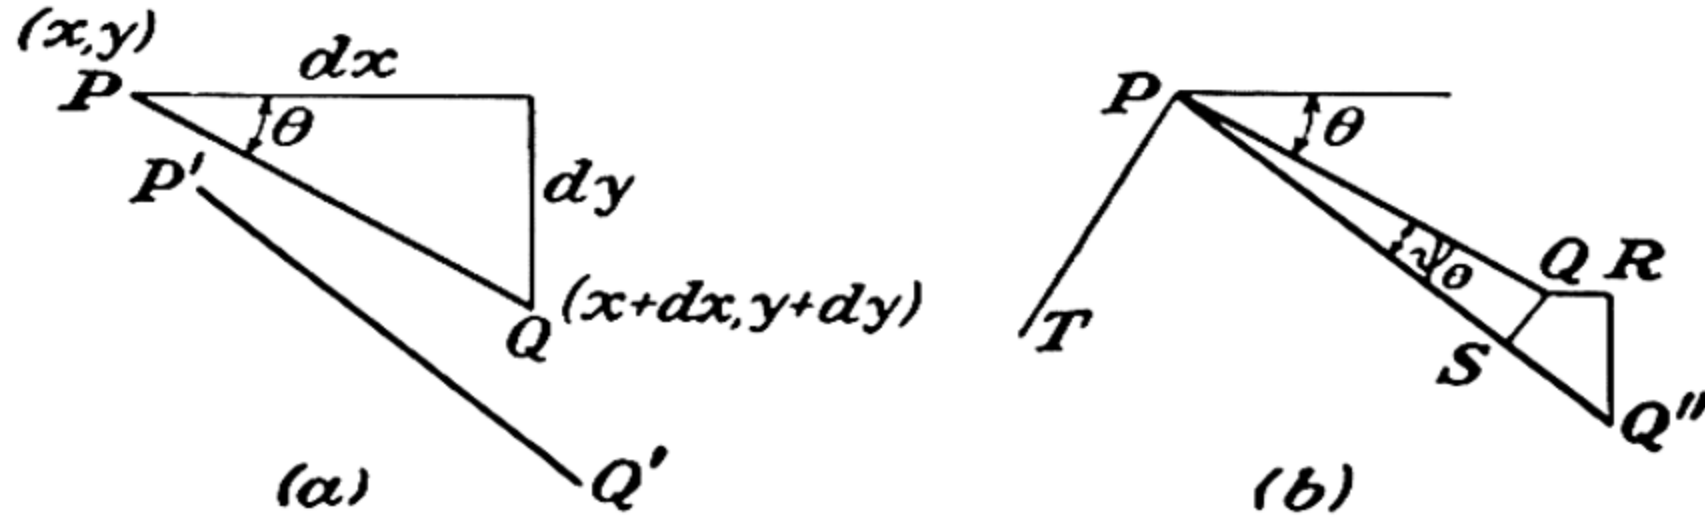 (x,y)
P
dx
θ
P'
dy
Q
(x+dx, y+dy)
Q'
(a)
P
θ
ψθ
Q R
T
S
Q"
(b)